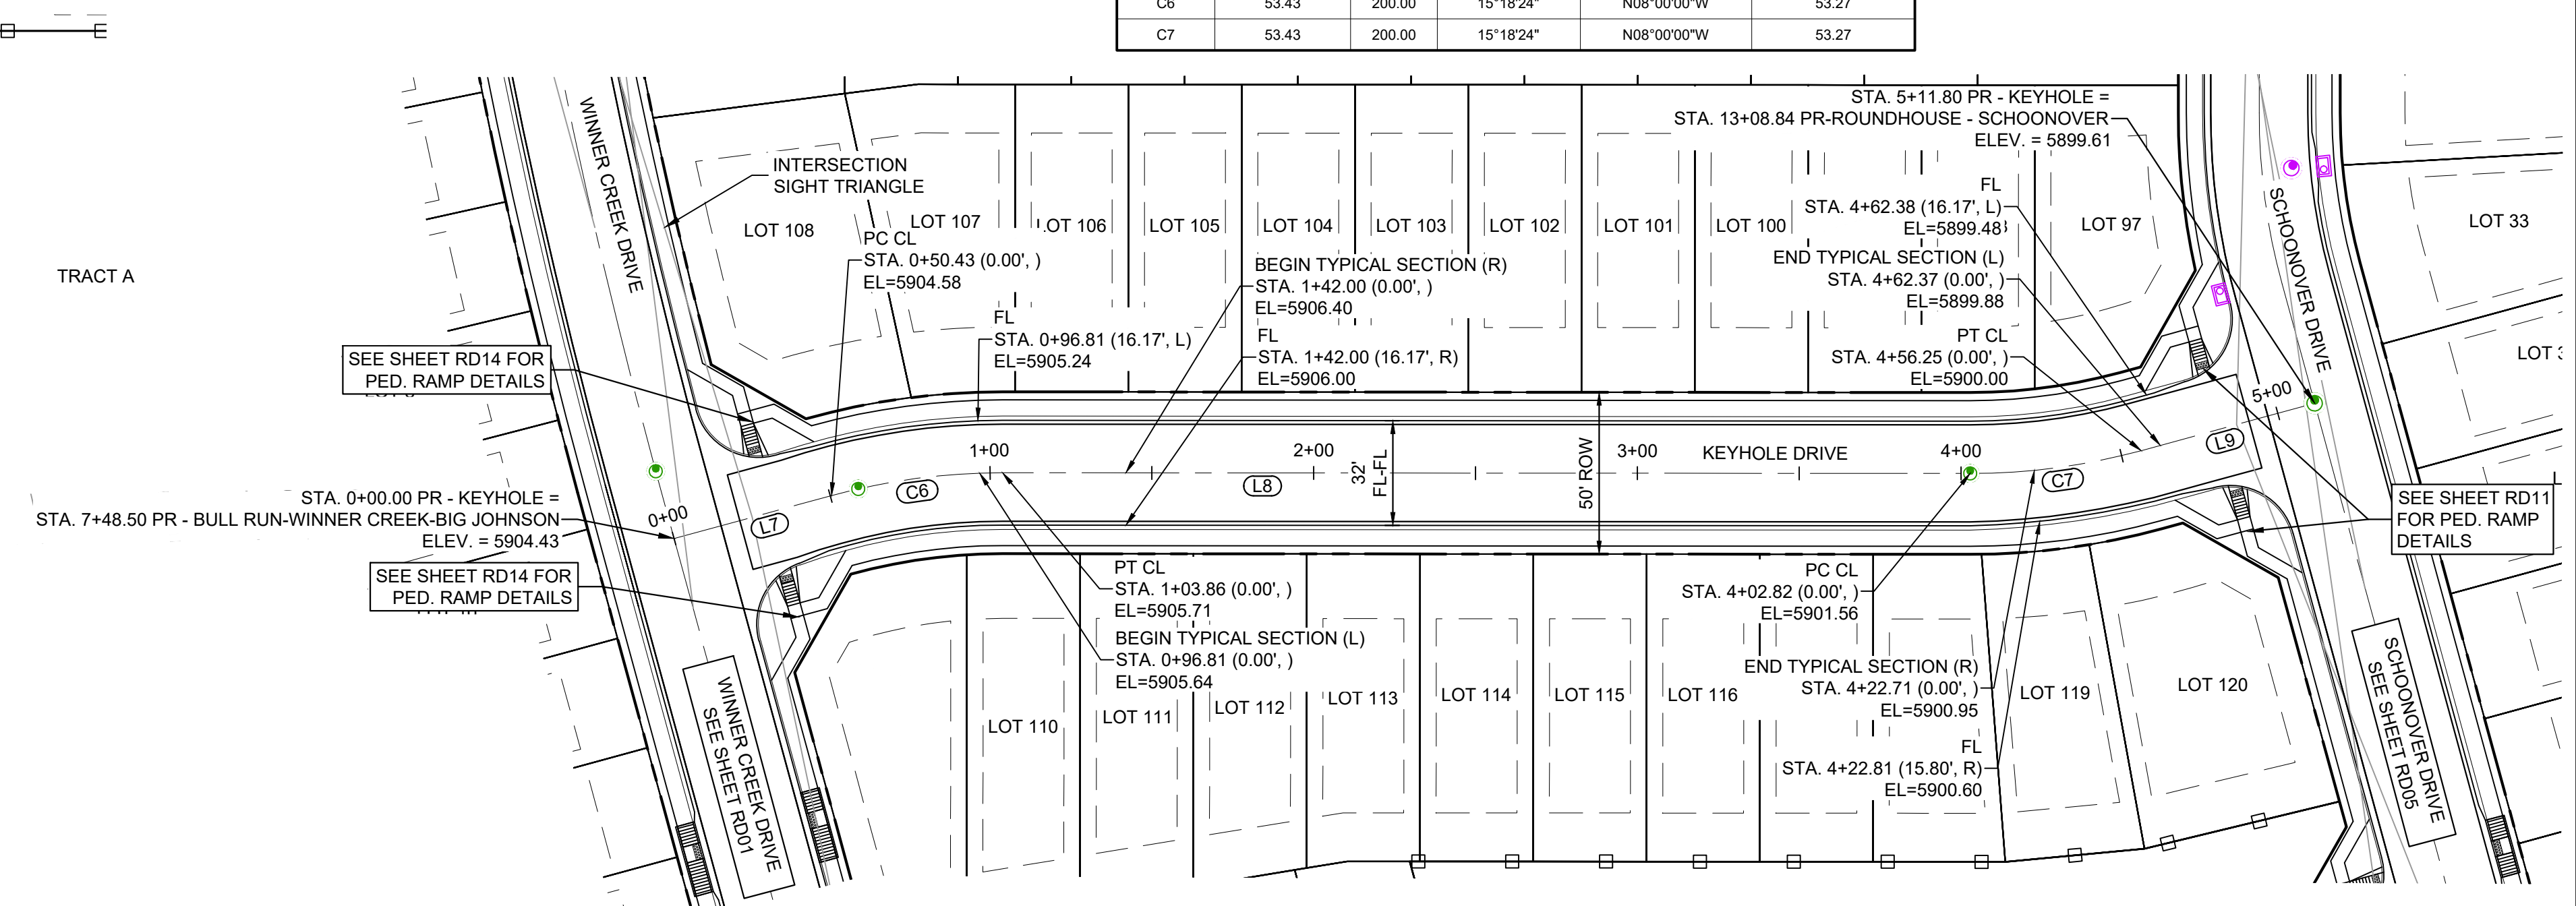 C6 53.43 200.00 15°18'24" N08°00'00"W 53.27
C7 53.43 200.00 15°18'24" N08°00'00"W 53.27
TRACT A
WINNER CREEK DRIVE
INTERSECTION
SIGHT TRIANGLE
LOT 108
LOT 107
LOT 105
LOT 104
LOT 103
LOT 102
LOT 101
LOT 100
LOT 97
LOT 33
LOT
PC CL
STA. 0+50.43 (0.00', )
EL=5904.58
FL
STA. 0+96.81 (16.17', L)
EL=5905.24
BEGIN TYPICAL SECTION (R)
STA. 1+42.00 (0.00', )
EL=5906.40
FL
STA. 1+42.00 (16.17', R)
EL=5906.00
STA. 5+11.80 PR - KEYHOLE =
STA. 13+08.84 PR-ROUNDHOUSE - SCHOONOVER
ELEV. = 5899.61
FL
STA. 4+62.38 (16.17', L)
EL=5899.48
END TYPICAL SECTION (L)
STA. 4+62.37 (0.00', )
EL=5899.88
PT CL
STA. 4+56.25 (0.00', )
EL=5900.00
SCHOONOVER DRIVE
SEE SHEET RD14 FOR
PED. RAMP DETAILS
STA. 0+00.00 PR - KEYHOLE =
STA. 7+48.50 PR - BULL RUN-WINNER CREEK-BIG JOHNSON
ELEV. = 5904.43
SEE SHEET RD14 FOR
PED. RAMP DETAILS
0+00
L7
C6
1+00
L8
2+00
32'
FL-FL
50' ROW
3+00
KEYHOLE DRIVE
4+00
C7
L9
5+00
SEE SHEET RD11
FOR PED. RAMP
DETAILS
PT CL
STA. 1+03.86 (0.00', )
EL=5905.71
BEGIN TYPICAL SECTION (L)
STA. 0+96.81 (0.00', )
EL=5905.64
PC CL
STA. 4+02.82 (0.00', )
EL=5901.56
END TYPICAL SECTION (R)
STA. 4+22.71 (0.00', )
EL=5900.95
FL
STA. 4+22.81 (15.80', R)
EL=5900.60
LOT 110
LOT 111
LOT 112
LOT 113
LOT 114
LOT 115
LOT 116
LOT 119
LOT 120
WINNER CREEK DRIVE
SEE SHEET RD01
SCHOONOVER DRIVE
SEE SHEET RD05